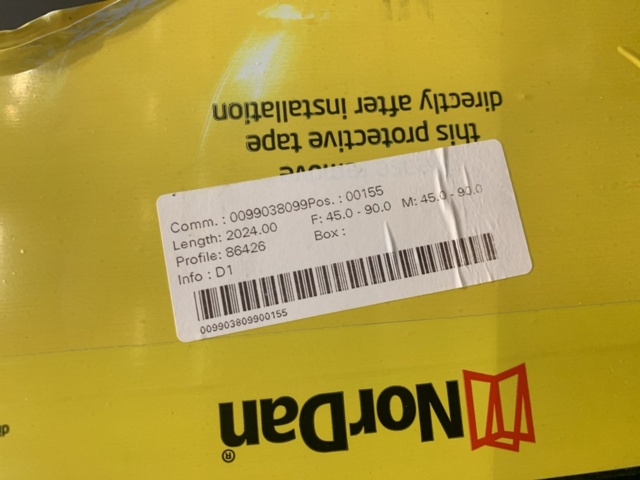 Comm. : 0099038099Pos. : 00155
Length: 2024.00 F: 45.0 - 90.0 M: 45.0 - 90.0
Profile: 86426 Box :
Info : D1
009903809900155
this protective tape
directly after installation
NorDan®